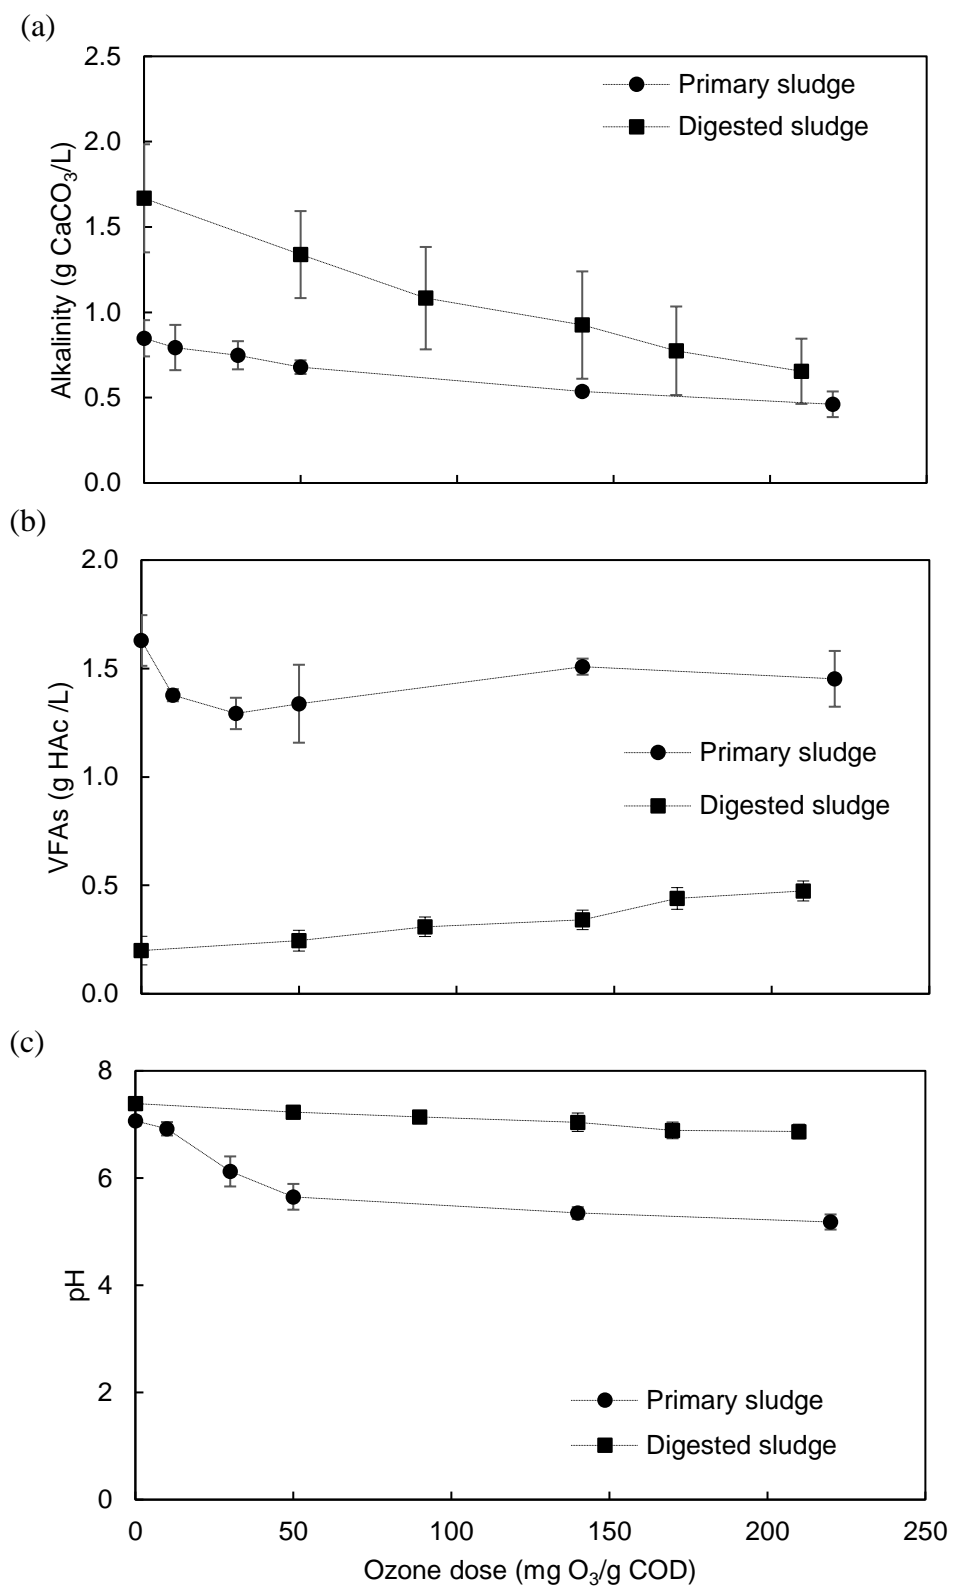 (a)
2.5
2.0
1.5
1.0
0.5
0.0
Alkalinity (g CaCO₃/L)
Primary sludge
Digested sludge
(b)
2.0
1.5
1.0
0.5
0.0
VFAs (g HAc /L)
Primary sludge
Digested sludge
(c)
8
6
4
2
0
pH
Primary sludge
Digested sludge
0 50 100 150 200 250
Ozone dose (mg O₃/g COD)